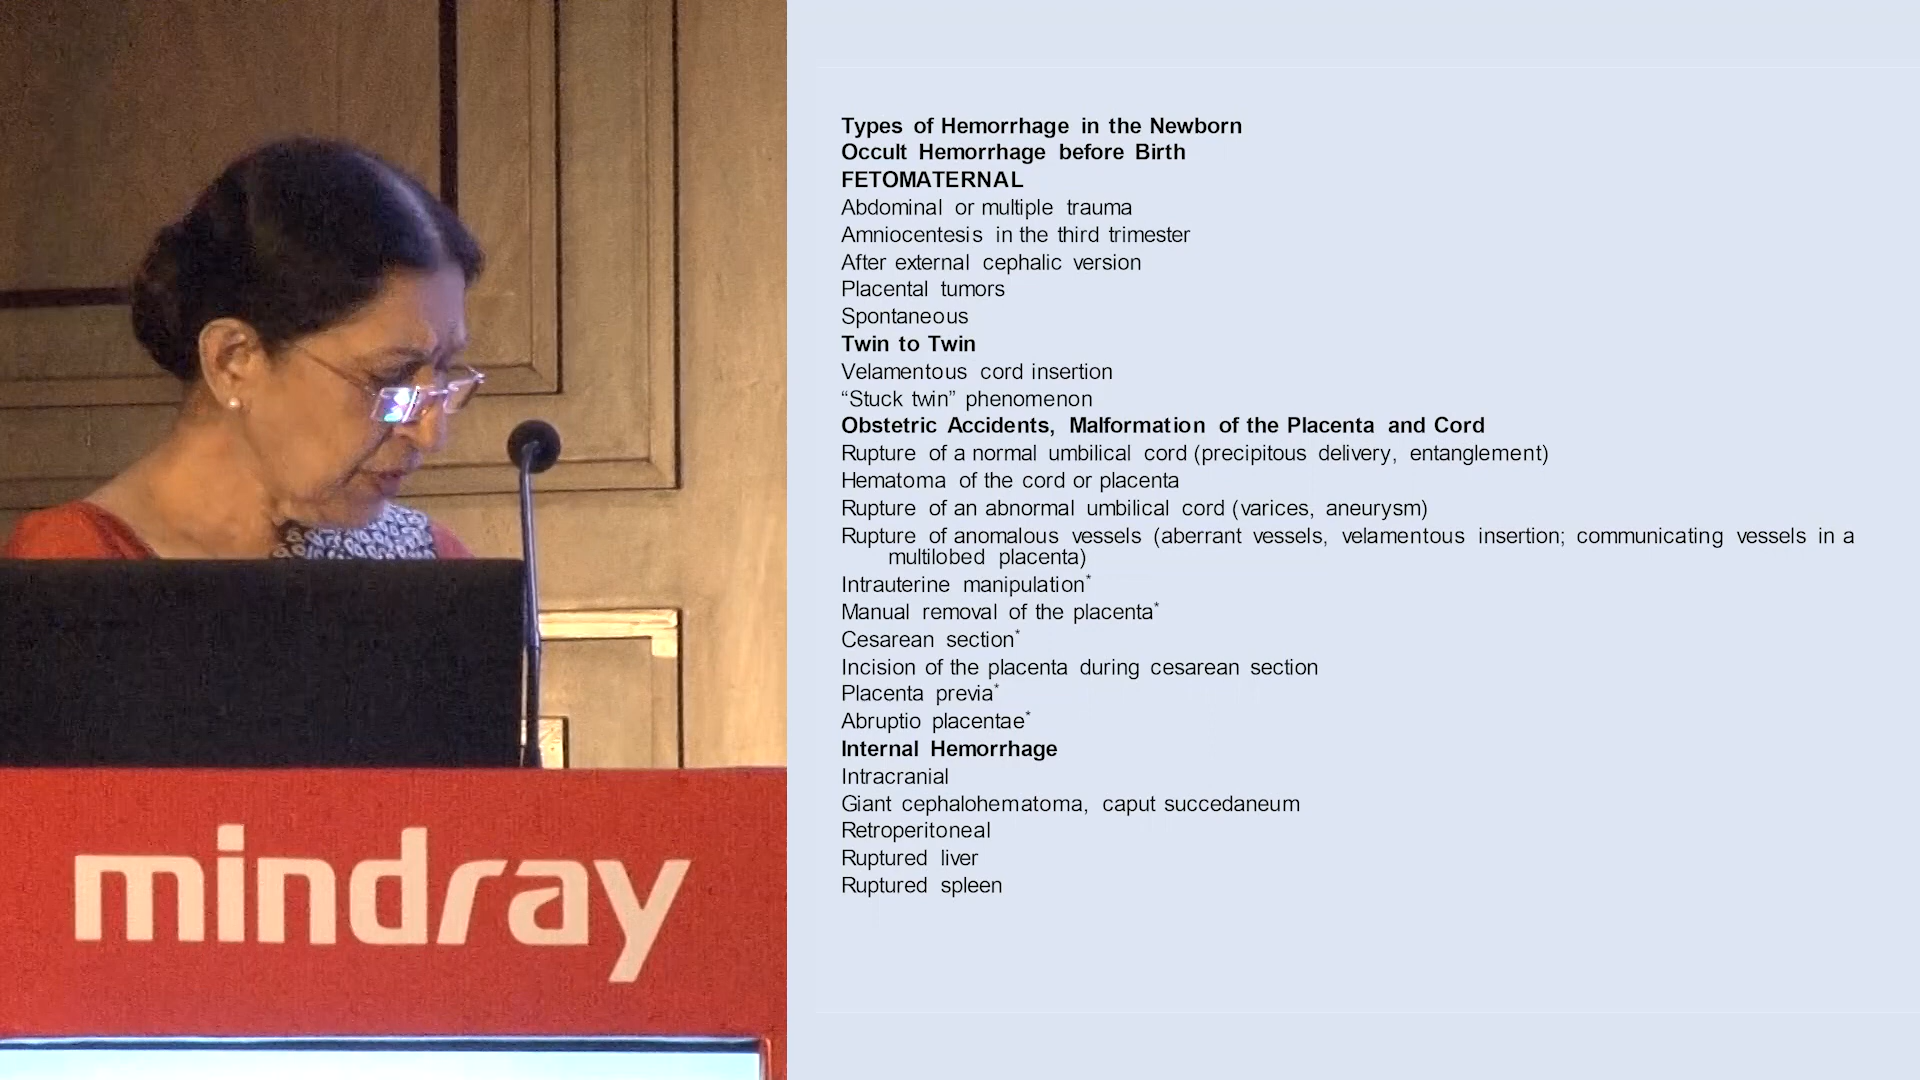 Types of Hemorrhage in the Newborn
Occult Hemorrhage before Birth
FETOMATERNAL
Abdominal or multiple trauma
Amniocentesis in the third trimester
After external cephalic version
Placental tumors
Spontaneous
Twin to Twin
Velamentous cord insertion
“Stuck twin” phenomenon
Obstetric Accidents, Malformation of the Placenta and Cord
Rupture of a normal umbilical cord (precipitous delivery, entanglement)
Hematoma of the cord or placenta
Rupture of an abnormal umbilical cord (varices, aneurysm)
Rupture of anomalous vessels (aberrant vessels, velamentous insertion; communicating vessels in a
multilobed placenta)
Intrauterine manipulation*
Manual removal of the placenta*
Cesarean section*
Incision of the placenta during cesarean section
Placenta previa*
Abruptio placentae*
Internal Hemorrhage
Intracranial
Giant cephalohematoma, caput succedaneum
Retroperitoneal
Ruptured liver
Ruptured spleen
mindray